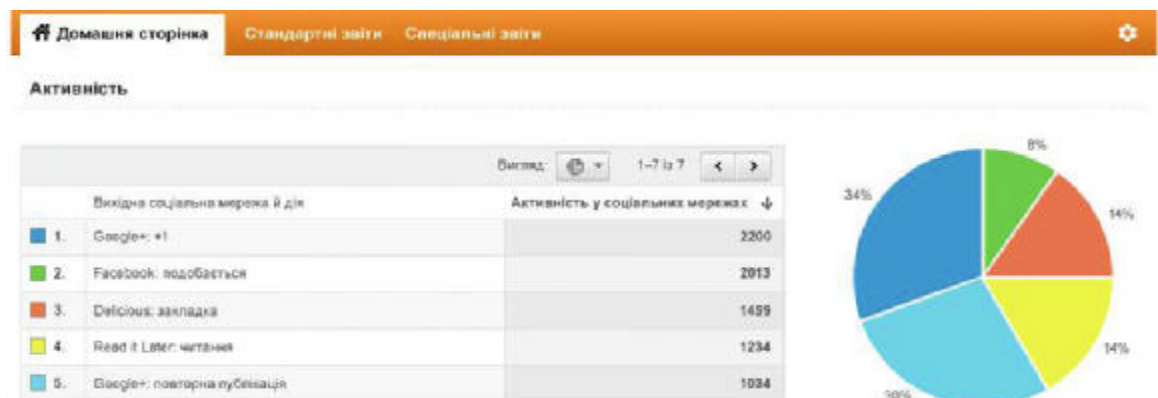 Домашня сторінка Стандартні звіти Спеціальні звіти
Активність
Вигляд: 1–7 із 7
Вихідна соціальна мережа й дія Активність у соціальних мережах ↓
1. Google+: +1 2200
2. Facebook: подобається 2013
3. Delicious: закладка 1459
4. Read it Later: читання 1234
5. Google+: повторна публікація 1034
8%
34%
14%
14%